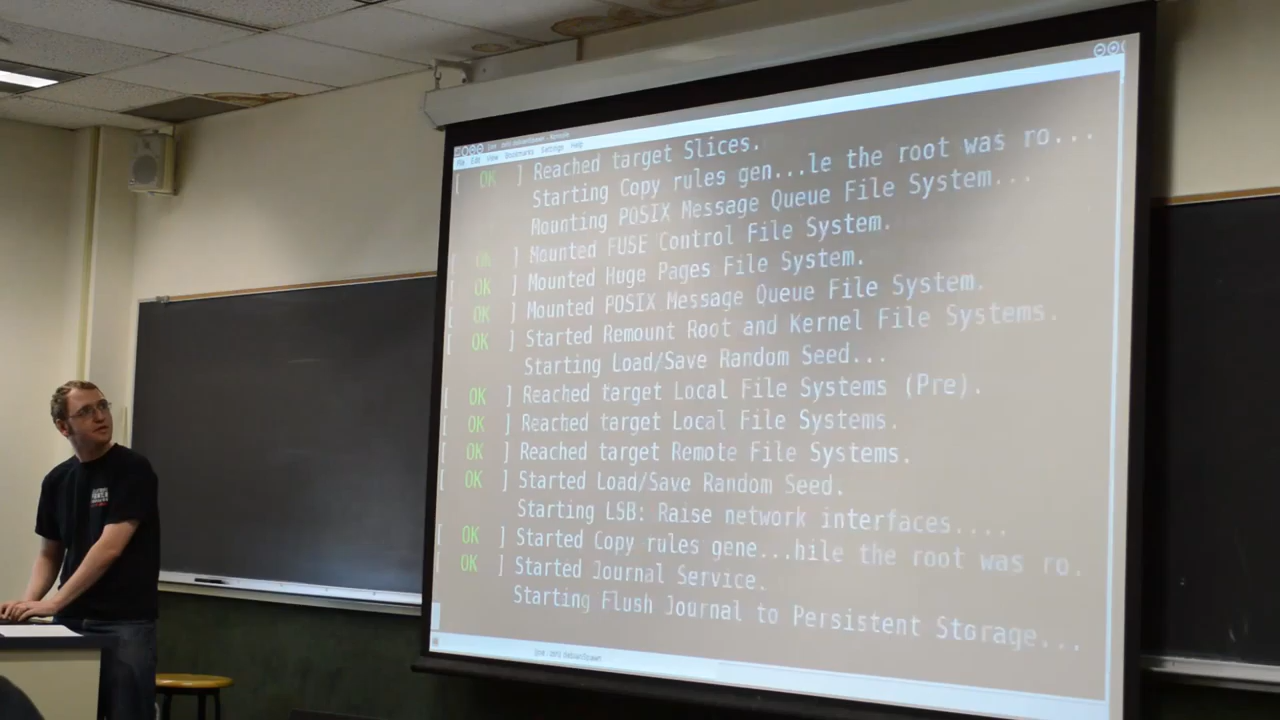 File Edit View Bookmarks Settings Help
[ OK ] Reached target Slices.
Starting Copy rules gen...le the root was ro...
Mounting POSIX Message Queue File System...
[ OK ] Mounted FUSE Control File System.
[ OK ] Mounted Huge Pages File System.
[ OK ] Mounted POSIX Message Queue File System.
[ OK ] Started Remount Root and Kernel File Systems.
Starting Load/Save Random Seed...
[ OK ] Reached target Local File Systems (Pre).
[ OK ] Reached target Local File Systems.
[ OK ] Reached target Remote File Systems.
[ OK ] Started Load/Save Random Seed.
Starting LSB: Raise network interfaces....
[ OK ] Started Copy rules gene...hile the root was ro.
[ OK ] Started Journal Service.
Starting Flush Journal to Persistent Storage...